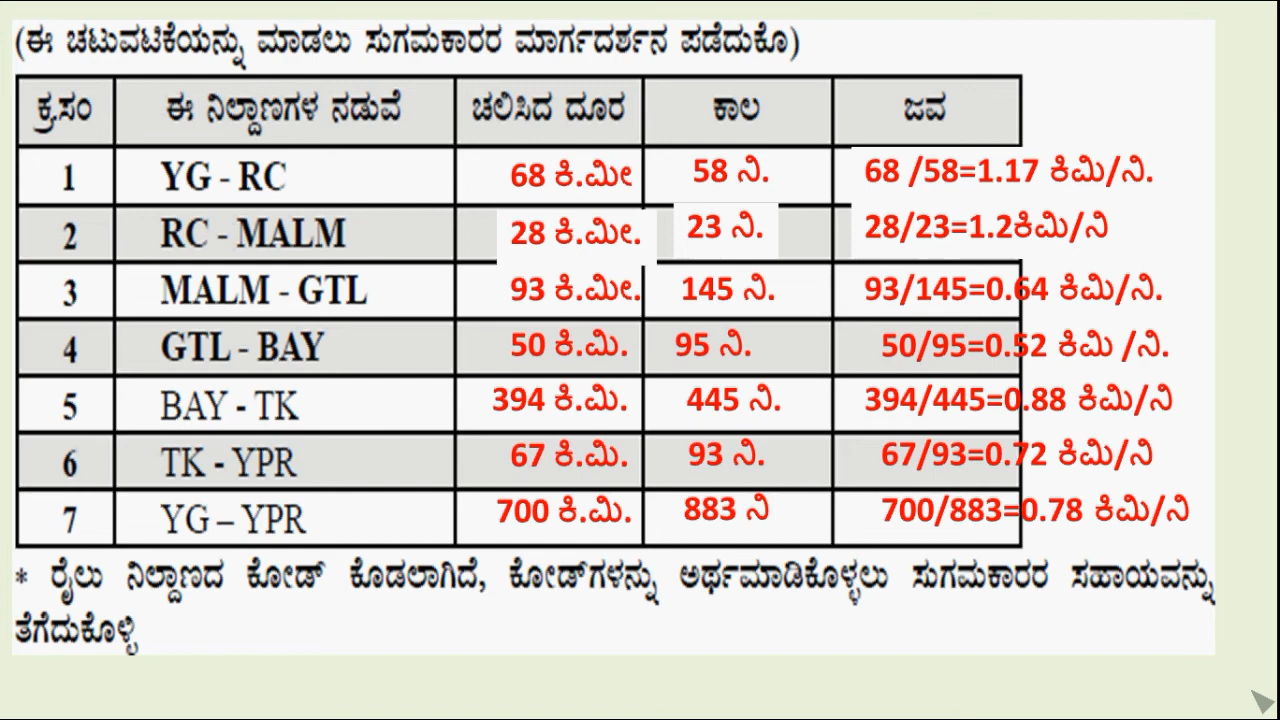 (ಈ ಚಟುವಟಿಕೆಯನ್ನು ಮಾಡಲು ಸುಗಮಕಾರರ ಮಾರ್ಗದರ್ಶನ ಪಡೆದುಕೊ)
ಕ್ರ.ಸಂ ಈ ನಿಲ್ದಾಣಗಳ ನಡುವೆ ಚಲಿಸಿದ ದೂರ ಕಾಲ ಜವ
1 YG - RC 68 ಕಿ.ಮೀ 58 ನಿ. 68 /58=1.17 ಕಿಮಿ/ನಿ.
2 RC - MALM 28 ಕಿ.ಮೀ. 23 ನಿ. 28/23=1.2ಕಿಮಿ/ನಿ
3 MALM - GTL 93 ಕಿ.ಮೀ. 145 ನಿ. 93/145=0.64 ಕಿಮಿ/ನಿ.
4 GTL - BAY 50 ಕಿ.ಮಿ. 95 ನಿ. 50/95=0.52 ಕಿಮಿ /ನಿ.
5 BAY - TK 394 ಕಿ.ಮಿ. 445 ನಿ. 394/445=0.88 ಕಿಮಿ/ನಿ
6 TK - YPR 67 ಕಿ.ಮಿ. 93 ನಿ. 67/93=0.72 ಕಿಮಿ/ನಿ
7 YG – YPR 700 ಕಿ.ಮಿ. 883 ನಿ 700/883=0.78 ಕಿಮಿ/ನಿ
* ರೈಲು ನಿಲ್ದಾಣದ ಕೋಡ್ ಕೊಡಲಾಗಿದೆ, ಕೋಡ್‌ಗಳನ್ನು ಅರ್ಥಮಾಡಿಕೊಳ್ಳಲು ಸುಗಮಕಾರರ ಸಹಾಯವನ್ನು
ತೆಗೆದುಕೊಳ್ಳಿ